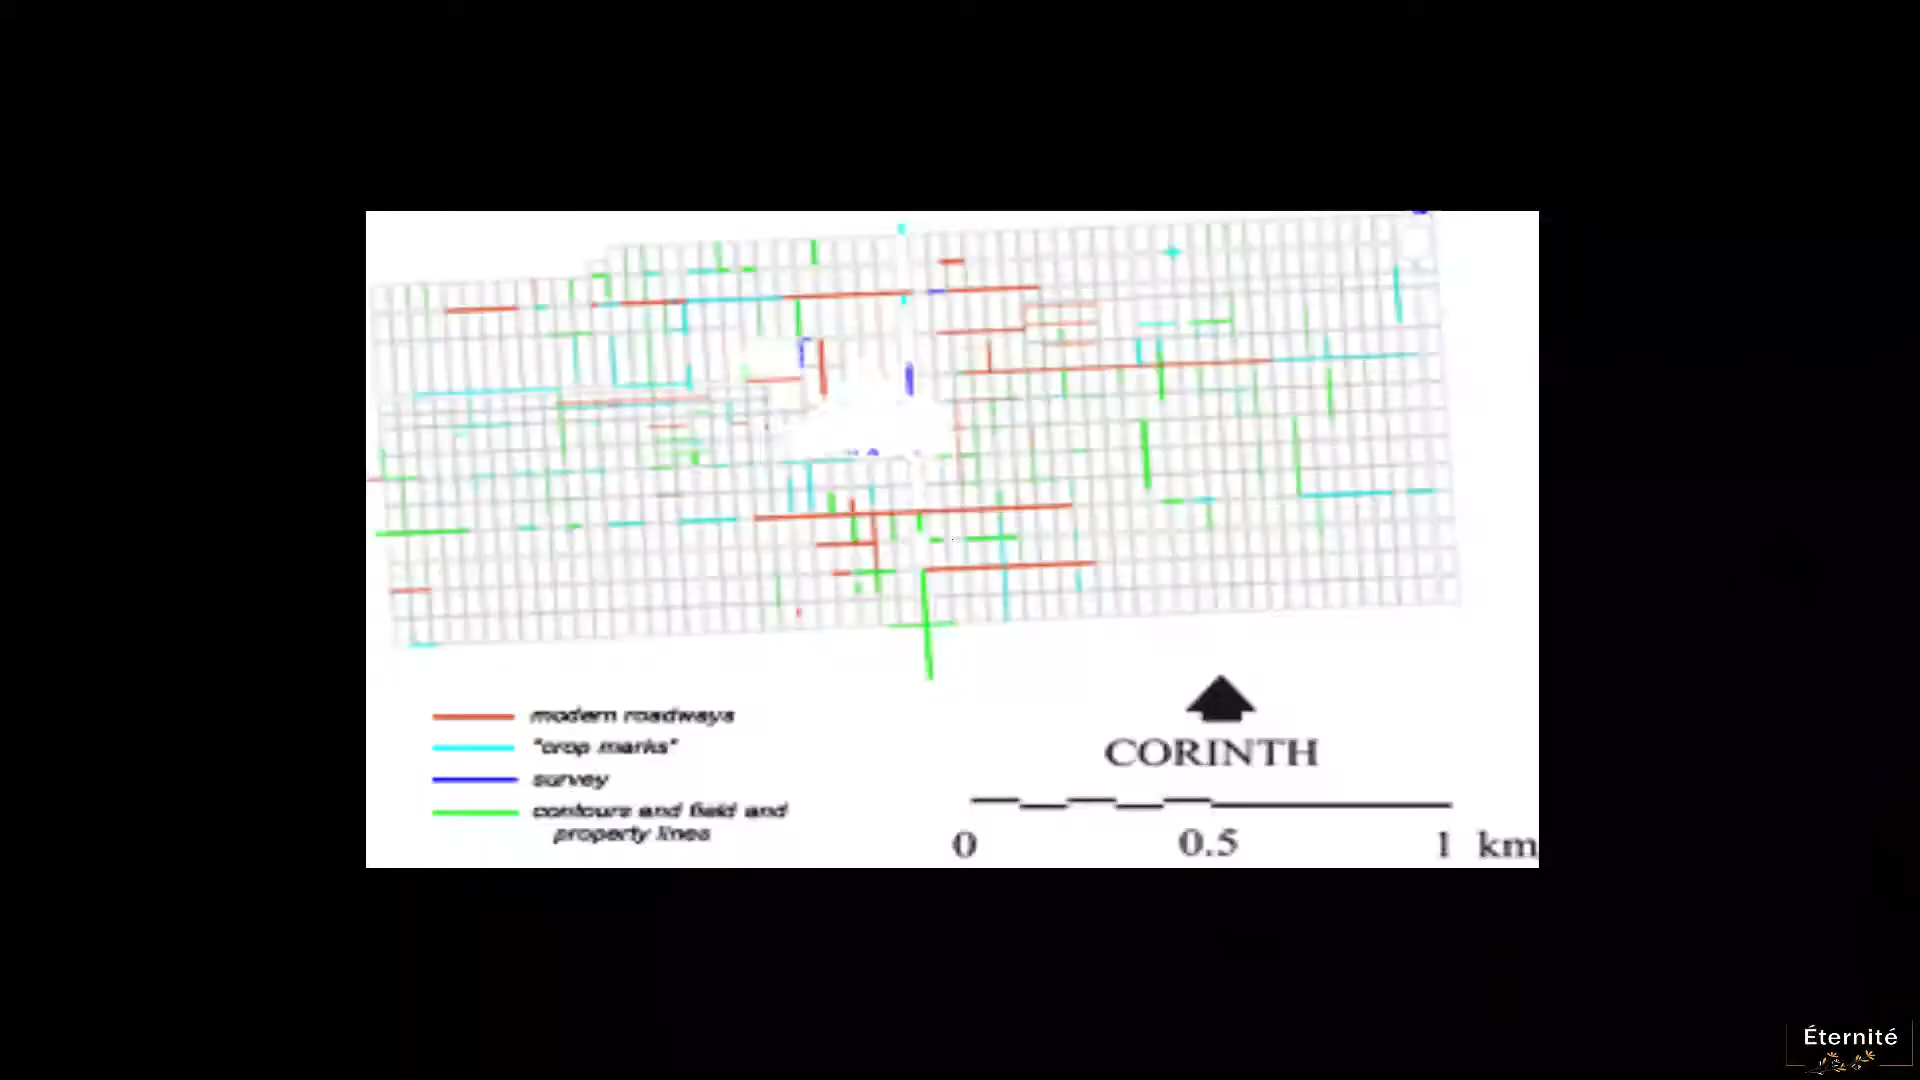 modern roadways
"crop marks"
survey
contours and field and
property lines
CORINTH
0 0.5 1 km
Éternité